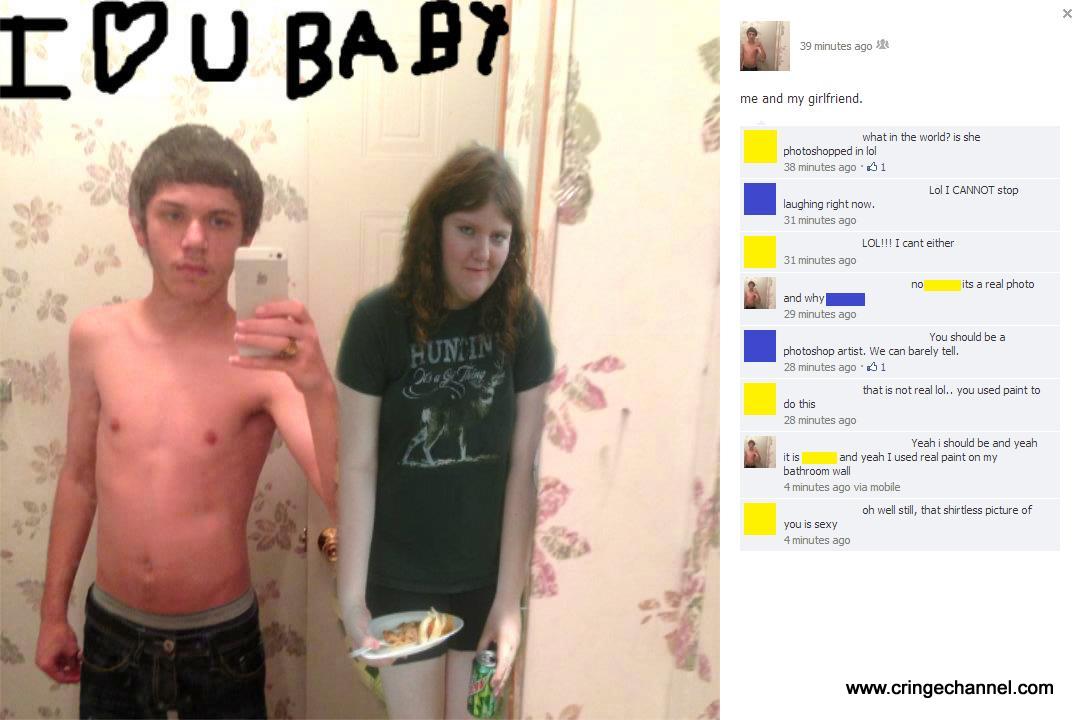 I ♡ U BABY
HUNTIN
It's a Thing
39 minutes ago
me and my girlfriend.
what in the world? is she
photoshopped in lol
38 minutes ago · 1
Lol I CANNOT stop
laughing right now.
31 minutes ago
LOL!!! I cant either
31 minutes ago
no its a real photo
and why
29 minutes ago
You should be a
photoshop artist. We can barely tell.
28 minutes ago · 1
that is not real lol.. you used paint to
do this
28 minutes ago
Yeah i should be and yeah
it is and yeah I used real paint on my
bathroom wall
4 minutes ago via mobile
oh well still, that shirtless picture of
you is sexy
4 minutes ago
www.cringechannel.com